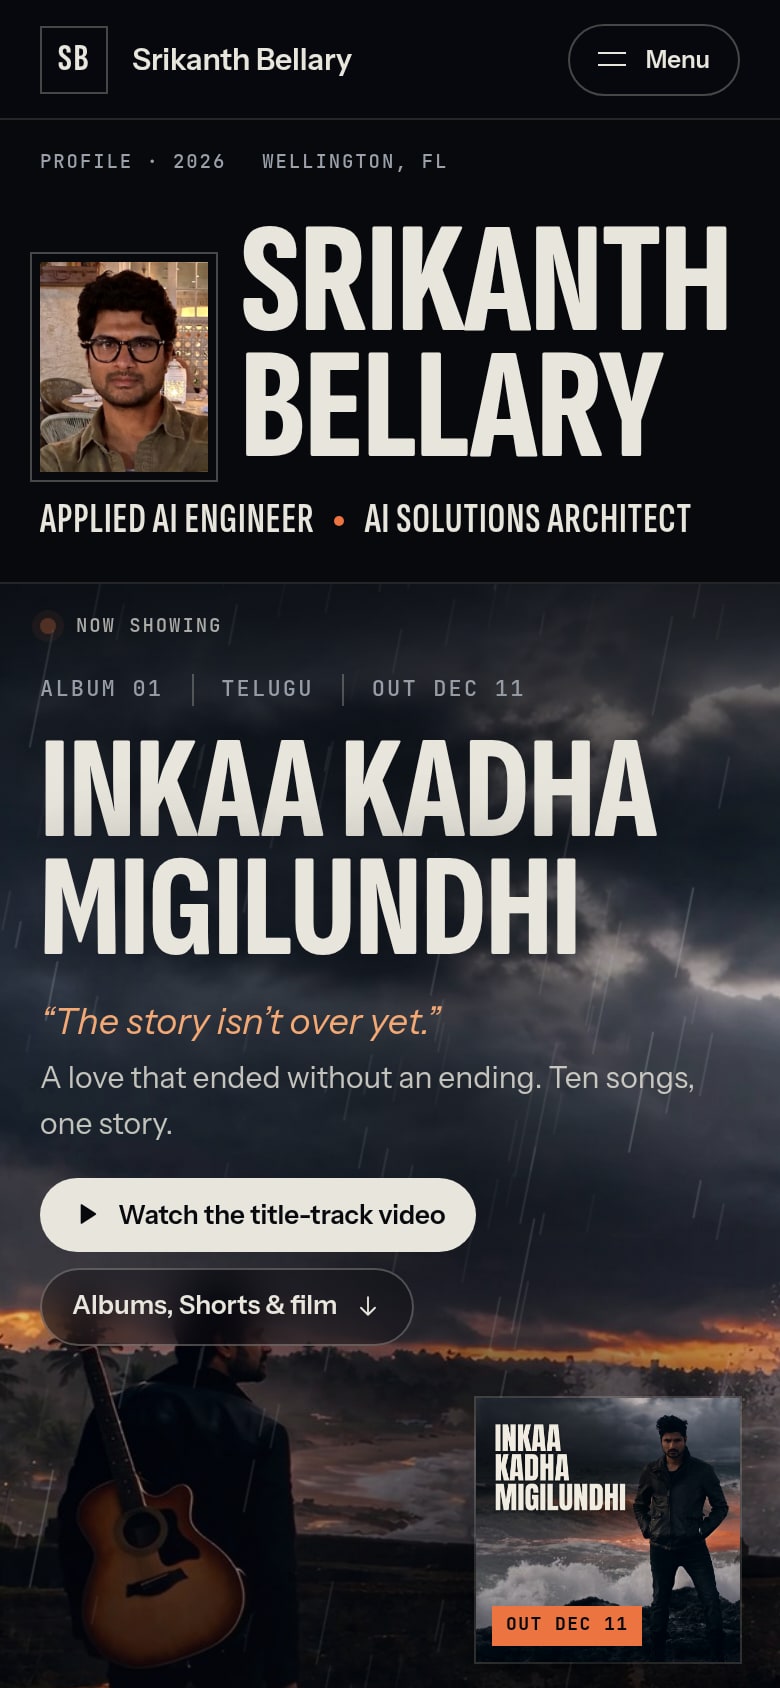 SB Srikanth Bellary Menu
PROFILE · 2026 WELLINGTON, FL
SRIKANTH
BELLARY
APPLIED AI ENGINEER • AI SOLUTIONS ARCHITECT
NOW SHOWING
ALBUM 01 | TELUGU | OUT DEC 11
INKAA KADHA
MIGILUNDHI
“The story isn’t over yet.”
A love that ended without an ending. Ten songs,
one story.
Watch the title-track video
Albums, Shorts & film ↓
INKAA
KADHA
MIGILUNDHI
OUT DEC 11